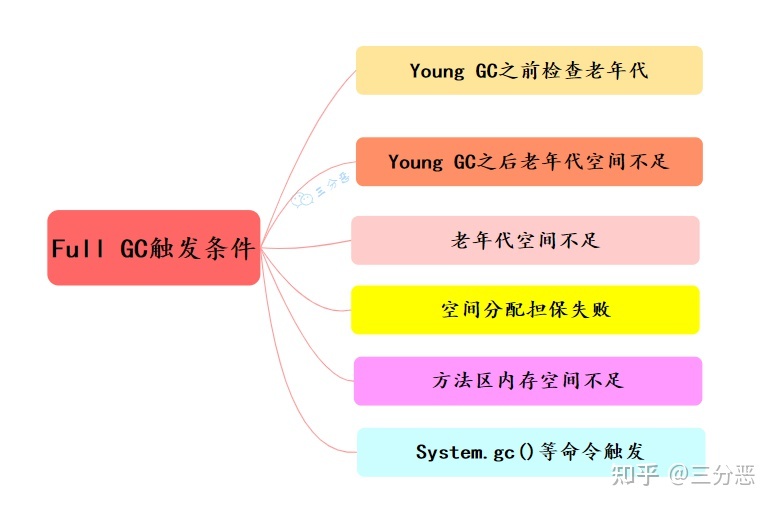 Young GC之前检查老年代
Young GC之后老年代空间不足
三分恶
Full GC触发条件
老年代空间不足
空间分配担保失败
方法区内存空间不足
System.gc()等命令触发
知乎 @三分恶